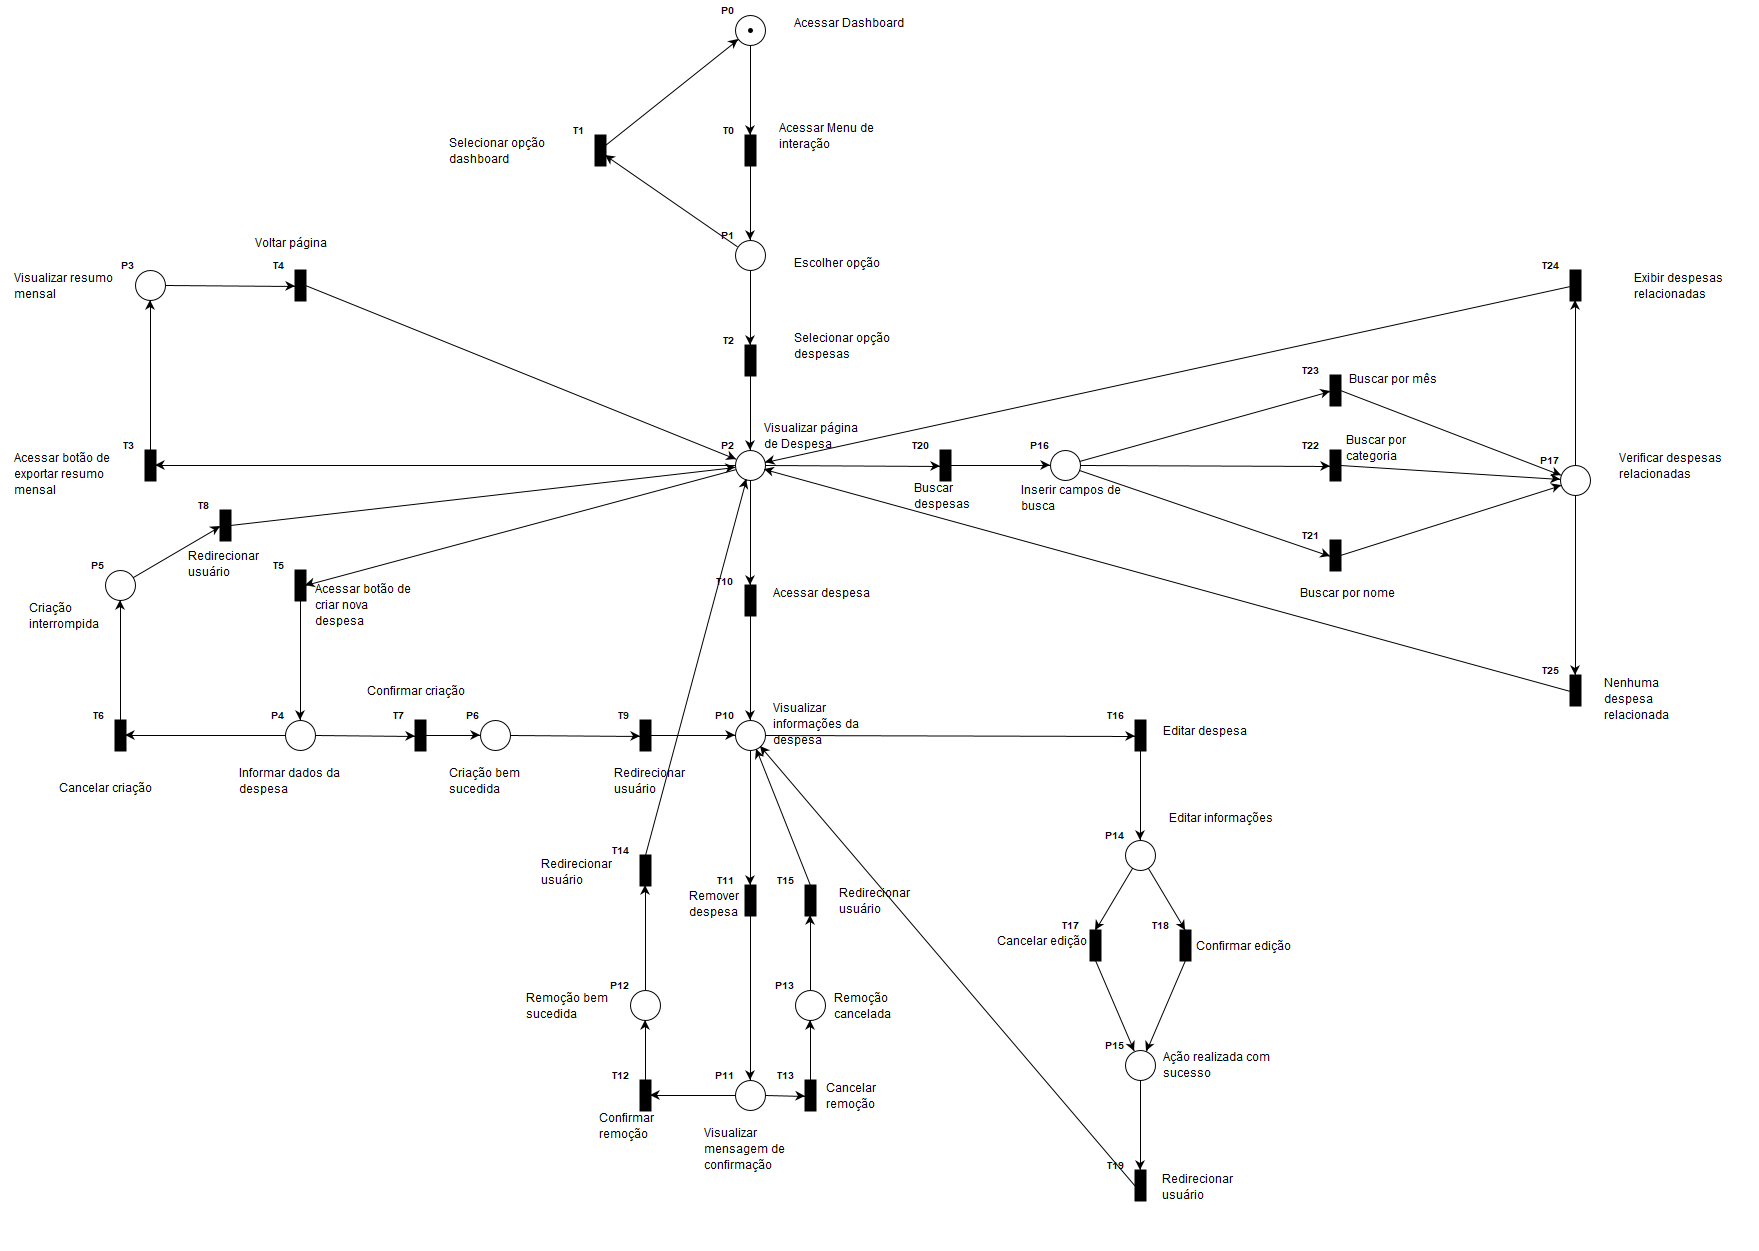 P0
Acessar Dashboard
T1
Selecionar opção
dashboard
T0
Acessar Menu de
interação
P1
Escolher opção
Voltar página
P3
Visualizar resumo
mensal
T4
T24
Exibir despesas
relacionadas
T2
Selecionar opção
despesas
T23
Buscar por mês
Visualizar página
de Despesa
P2
T3
Acessar botão de
exportar resumo
mensal
T20
Buscar
despesas
P16
Inserir campos de
busca
T22
Buscar por
categoria
P17
Verificar despesas
relacionadas
T8
Redirecionar
usuário
T21
Buscar por nome
P5
Criação
interrompida
T5
Acessar botão de
criar nova
despesa
T10
Acessar despesa
T25
Nenhuma
despesa
relacionada
Confirmar criação
T6
Cancelar criação
P4
Informar dados da
despesa
T7
P6
Criação bem
sucedida
T9
Redirecionar
usuário
P10
Visualizar
informações da
despesa
T16
Editar despesa
Editar informações
P14
T14
Redirecionar
usuário
T11
Remover
despesa
T15
Redirecionar
usuário
T17
Cancelar edição
T18
Confirmar edição
P12
Remoção bem
sucedida
P13
Remoção
cancelada
P15
Ação realizada com
sucesso
T12
Confirmar
remoção
P11
Visualizar
mensagem de
confirmação
T13
Cancelar
remoção
T19
Redirecionar
usuário